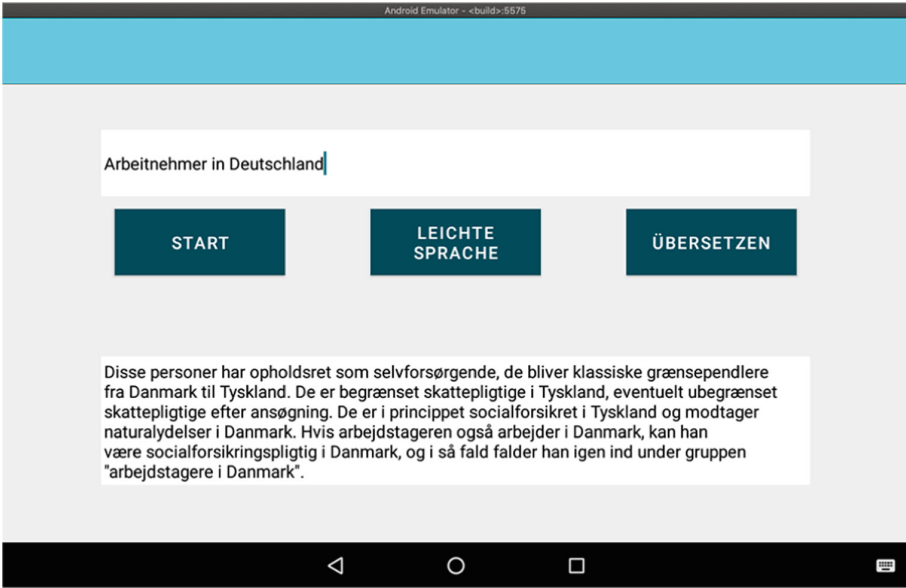 Android Emulator - <build>:5575
Arbeitnehmer in Deutschland
START
LEICHTE
SPRACHE
ÜBERSETZEN
Disse personer har opholdsret som selvforsørgende, de bliver klassiske grænsependlere
fra Danmark til Tyskland. De er begrænset skattepligtige i Tyskland, eventuelt ubegrænset
skattepligtige efter ansøgning. De er i princippet socialforsikret i Tyskland og modtager
naturalydelser i Danmark. Hvis arbejdstageren også arbejder i Danmark, kan han
være socialforsikringspligtig i Danmark, og i så fald falder han igen ind under gruppen
"arbejdstagere i Danmark".